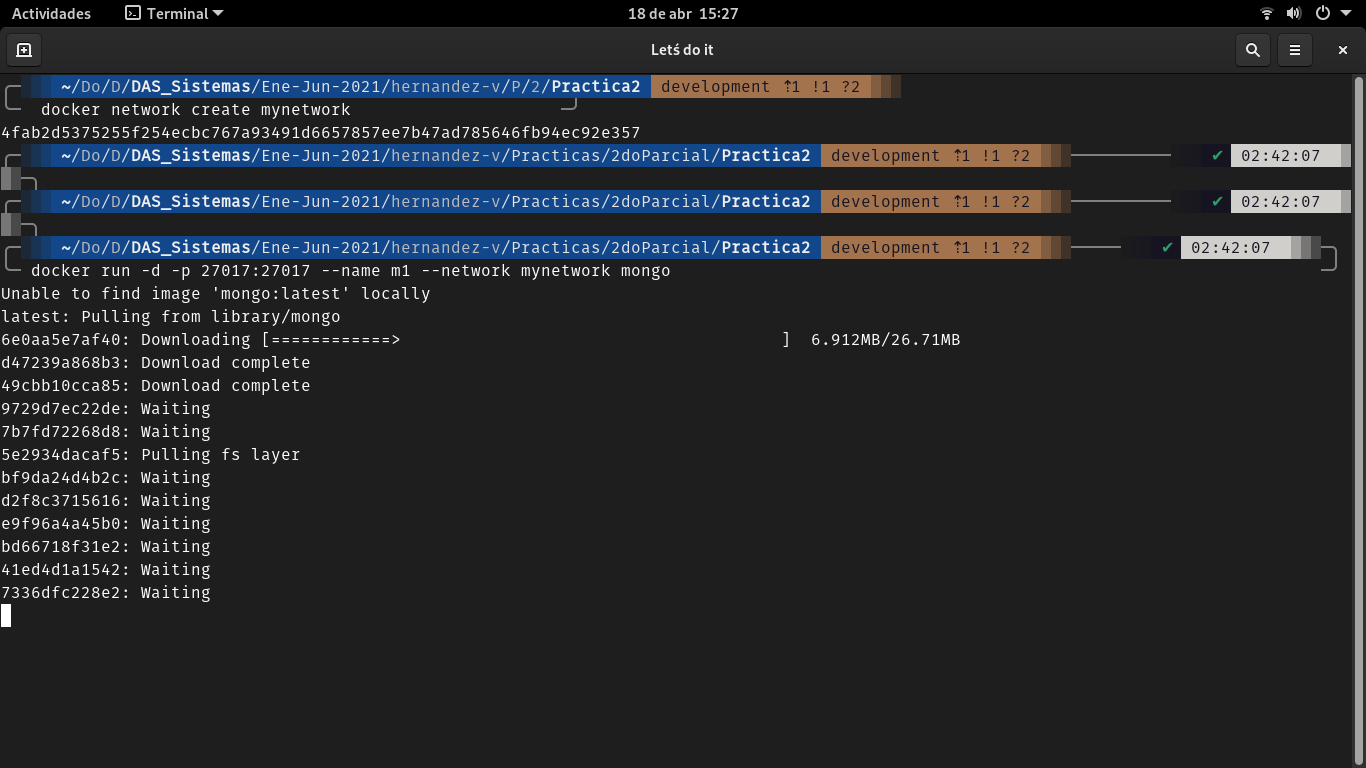 Actividades Terminal 18 de abr 15:27
Letś do it
~/Do/D/DAS_Sistemas/Ene-Jun-2021/hernandez-v/P/2/Practica2 development ⇡1 !1 ?2
docker network create mynetwork
4fab2d5375255f254ecbc767a93491d6657857ee7b47ad785646fb94ec92e357
~/Do/D/DAS_Sistemas/Ene-Jun-2021/hernandez-v/Practicas/2doParcial/Practica2 development ⇡1 !1 ?2 ✔ 02:42:07
~/Do/D/DAS_Sistemas/Ene-Jun-2021/hernandez-v/Practicas/2doParcial/Practica2 development ⇡1 !1 ?2 ✔ 02:42:07
~/Do/D/DAS_Sistemas/Ene-Jun-2021/hernandez-v/Practicas/2doParcial/Practica2 development ⇡1 !1 ?2 ✔ 02:42:07
docker run -d -p 27017:27017 --name m1 --network mynetwork mongo
Unable to find image 'mongo:latest' locally
latest: Pulling from library/mongo
6e0aa5e7af40: Downloading [============> ] 6.912MB/26.71MB
d47239a868b3: Download complete
49cbb10cca85: Download complete
9729d7ec22de: Waiting
7b7fd72268d8: Waiting
5e2934dacaf5: Pulling fs layer
bf9da24d4b2c: Waiting
d2f8c3715616: Waiting
e9f96a4a45b0: Waiting
bd66718f31e2: Waiting
41ed4d1a1542: Waiting
7336dfc228e2: Waiting